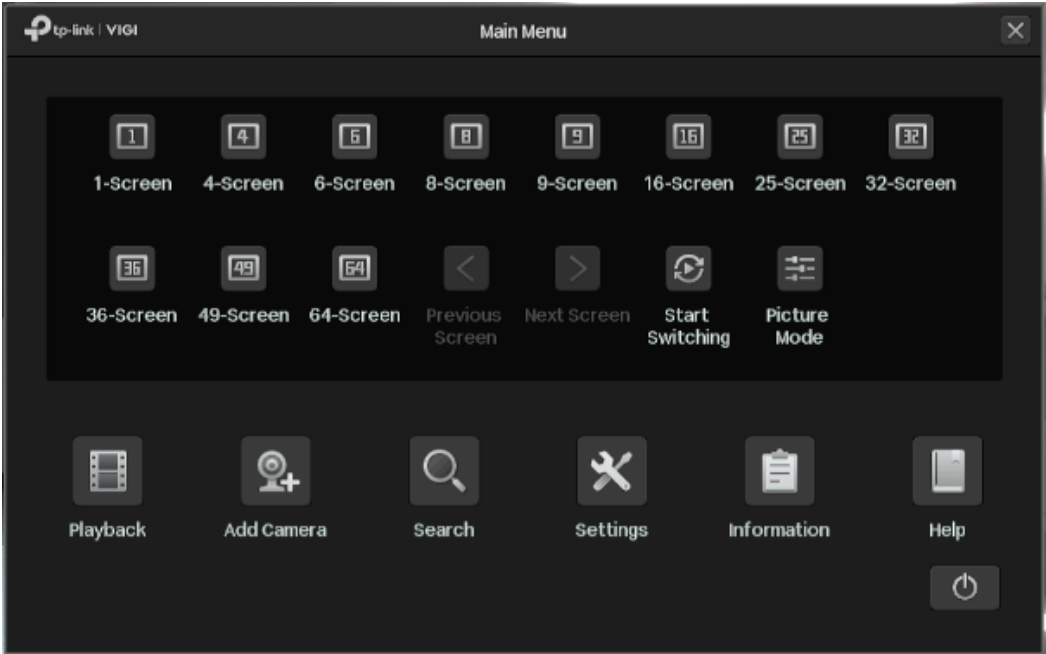 tp-link | VIGI
Main Menu
1
4
6
8
9
16
25
32
1-Screen
4-Screen
6-Screen
8-Screen
9-Screen
16-Screen
25-Screen
32-Screen
36
49
64
36-Screen
49-Screen
64-Screen
Previous
Screen
Next Screen
Start
Switching
Picture
Mode
Playback
Add Camera
Search
Settings
Information
Help